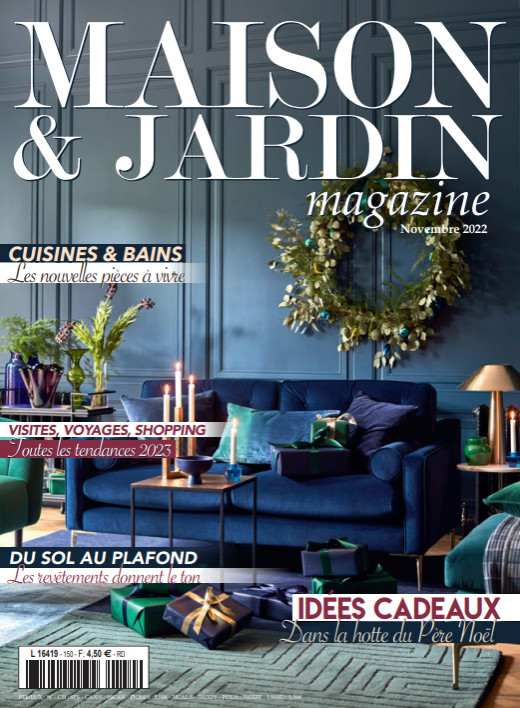 MAISON
& JARDIN
magazine
Novembre 2022
CUISINES & BAINS
Les nouvelles pièces à vivre
VISITES, VOYAGES, SHOPPING
Toutes les tendances 2023
DU SOL AU PLAFOND
Les revêtements donnent le ton
IDÉES CADEAUX
Dans la hotte du Père Noël
L 16419 - 150 - F: 4,50 € - RD